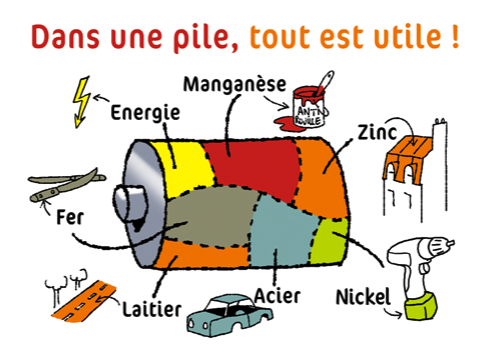 Dans une pile, tout est utile !
Manganèse
Energie
ANTI
ROUILLE
Zinc
Fer
Laitier
Acier
Nickel